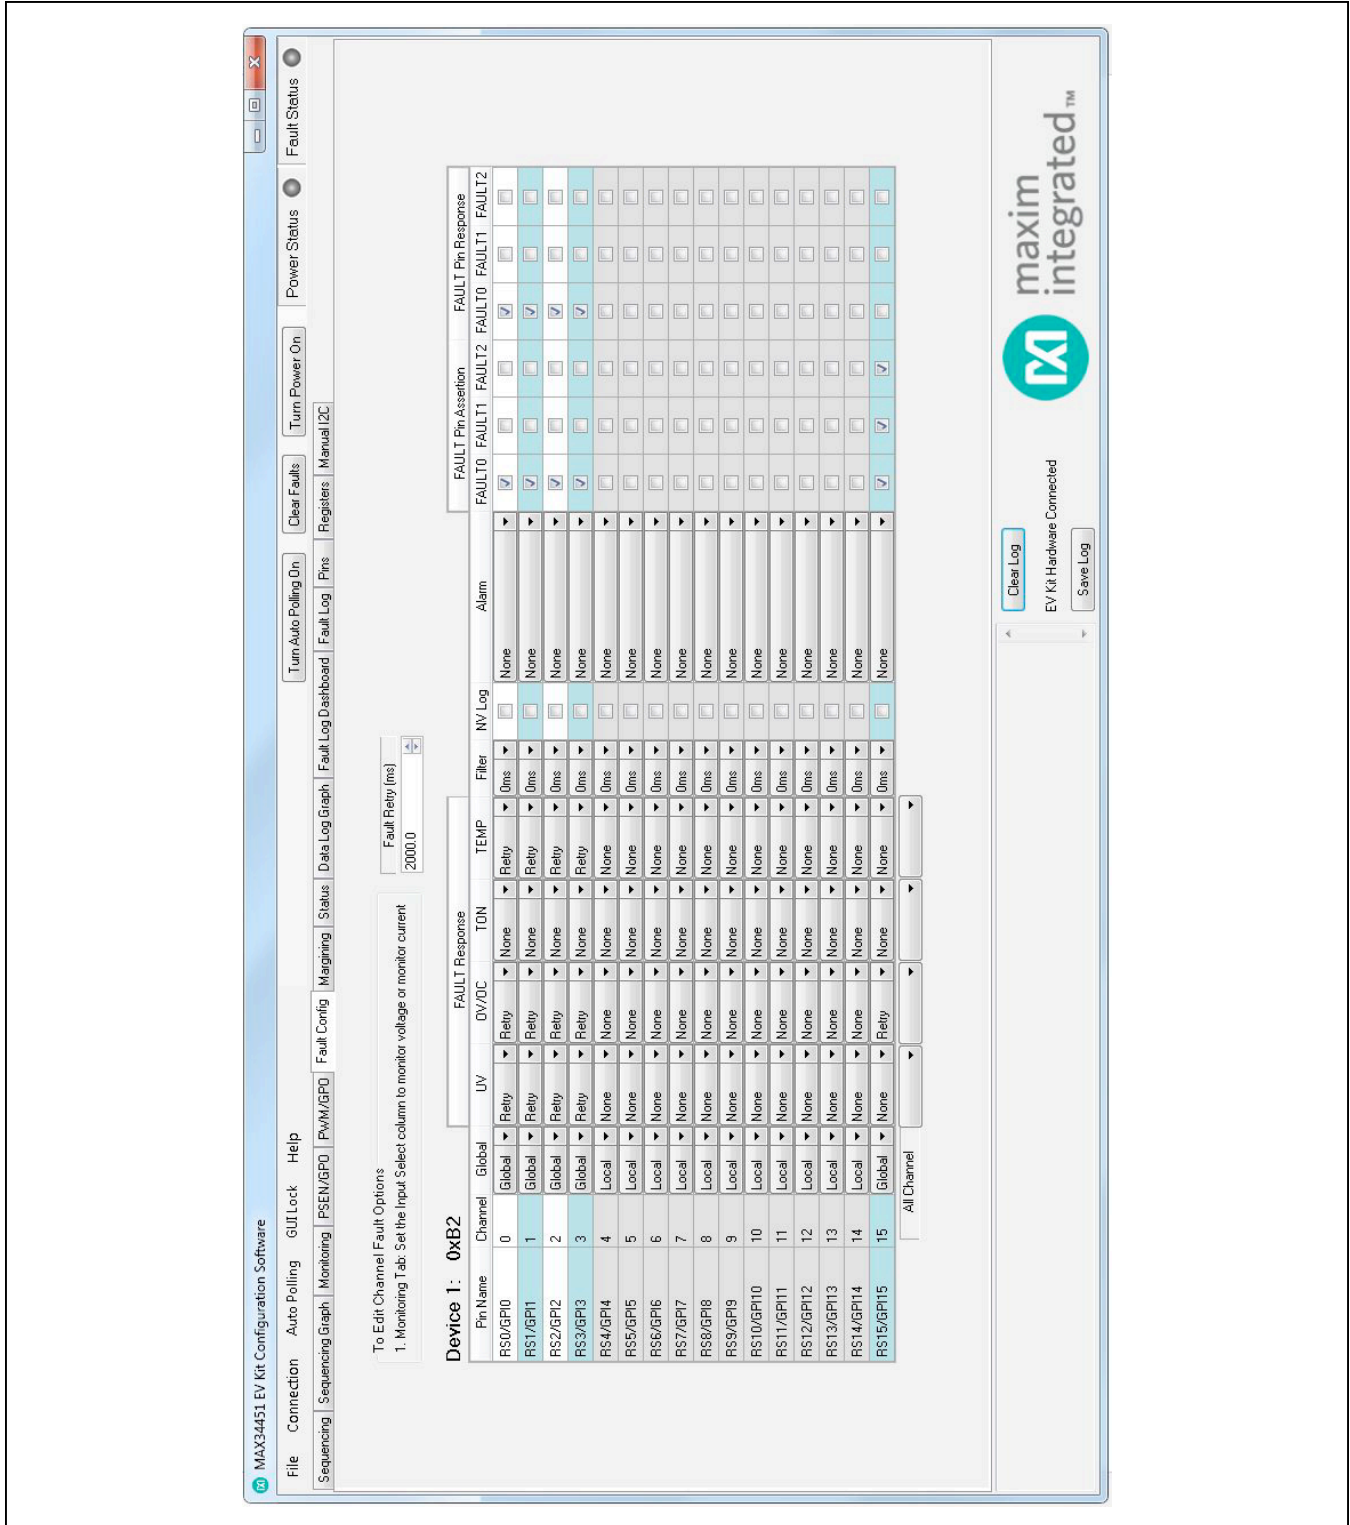 MAX34451 EV Kit Configuration Software
File Connection Auto Polling GUI Lock Help Turn Auto Polling On Clear Faults Turn Power On Power Status Fault Status
Sequencing Sequencing Graph Monitoring PSEN/GPO PWM/GPO Fault Config Margining Status Data Log Graph Fault Log Dashboard Fault Log Pins Registers Manual I2C
To Edit Channel Fault Options
1. Monitoring Tab: Set the Input Select column to monitor voltage or monitor current
Fault Retry (ms)
2000.0
Device 1: 0xB2
FAULT Response FAULT Pin Assertion FAULT Pin Response
Pin Name Channel Global UV OV/OC TON TEMP Filter NV Log Alarm FAULT0 FAULT1 FAULT2 FAULT0 FAULT1 FAULT2
RS0/GPI0 0 Global Retry Retry None Retry 0ms None
RS1/GPI1 1 Global Retry Retry None Retry 0ms None
RS2/GPI2 2 Global Retry Retry None Retry 0ms None
RS3/GPI3 3 Global Retry Retry None Retry 0ms None
RS4/GPI4 4 Local None None None None 0ms None
RS5/GPI5 5 Local None None None None 0ms None
RS6/GPI6 6 Local None None None None 0ms None
RS7/GPI7 7 Local None None None None 0ms None
RS8/GPI8 8 Local None None None None 0ms None
RS9/GPI9 9 Local None None None None 0ms None
RS10/GPI10 10 Local None None None None 0ms None
RS11/GPI11 11 Local None None None None 0ms None
RS12/GPI12 12 Local None None None None 0ms None
RS13/GPI13 13 Local None None None None 0ms None
RS14/GPI14 14 Local None None None None 0ms None
RS15/GPI15 15 Global None Retry None None 0ms None
All Channel
Clear Log
EV Kit Hardware Connected
Save Log
maxim
integrated™